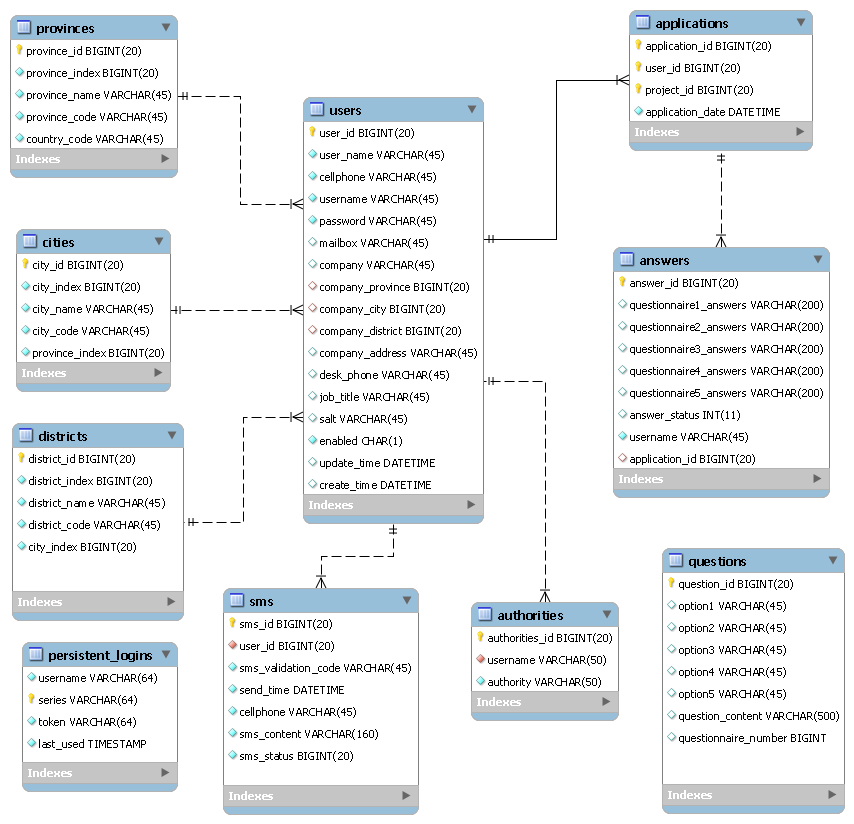 provinces
province_id BIGINT(20)
province_index BIGINT(20)
province_name VARCHAR(45)
province_code VARCHAR(45)
country_code VARCHAR(45)
Indexes
cities
city_id BIGINT(20)
city_index BIGINT(20)
city_name VARCHAR(45)
city_code VARCHAR(45)
province_index BIGINT(20)
Indexes
districts
district_id BIGINT(20)
district_index BIGINT(20)
district_name VARCHAR(45)
district_code VARCHAR(45)
city_index BIGINT(20)
Indexes
persistent_logins
username VARCHAR(64)
series VARCHAR(64)
token VARCHAR(64)
last_used TIMESTAMP
Indexes
users
user_id BIGINT(20)
user_name VARCHAR(45)
cellphone VARCHAR(45)
username VARCHAR(45)
password VARCHAR(45)
mailbox VARCHAR(45)
company VARCHAR(45)
company_province BIGINT(20)
company_city BIGINT(20)
company_district BIGINT(20)
company_address VARCHAR(45)
desk_phone VARCHAR(45)
job_title VARCHAR(45)
salt VARCHAR(45)
enabled CHAR(1)
update_time DATETIME
create_time DATETIME
Indexes
sms
sms_id BIGINT(20)
user_id BIGINT(20)
sms_validation_code VARCHAR(45)
send_time DATETIME
cellphone VARCHAR(45)
sms_content VARCHAR(160)
sms_status BIGINT(20)
Indexes
authorities
authorities_id BIGINT(20)
username VARCHAR(50)
authority VARCHAR(50)
Indexes
applications
application_id BIGINT(20)
user_id BIGINT(20)
project_id BIGINT(20)
application_date DATETIME
Indexes
answers
answer_id BIGINT(20)
questionnaire1_answers VARCHAR(200)
questionnaire2_answers VARCHAR(200)
questionnaire3_answers VARCHAR(200)
questionnaire4_answers VARCHAR(200)
questionnaire5_answers VARCHAR(200)
answer_status INT(11)
username VARCHAR(45)
application_id BIGINT(20)
Indexes
questions
question_id BIGINT(20)
option1 VARCHAR(45)
option2 VARCHAR(45)
option3 VARCHAR(45)
option4 VARCHAR(45)
option5 VARCHAR(45)
question_content VARCHAR(500)
questionnaire_number BIGINT
Indexes